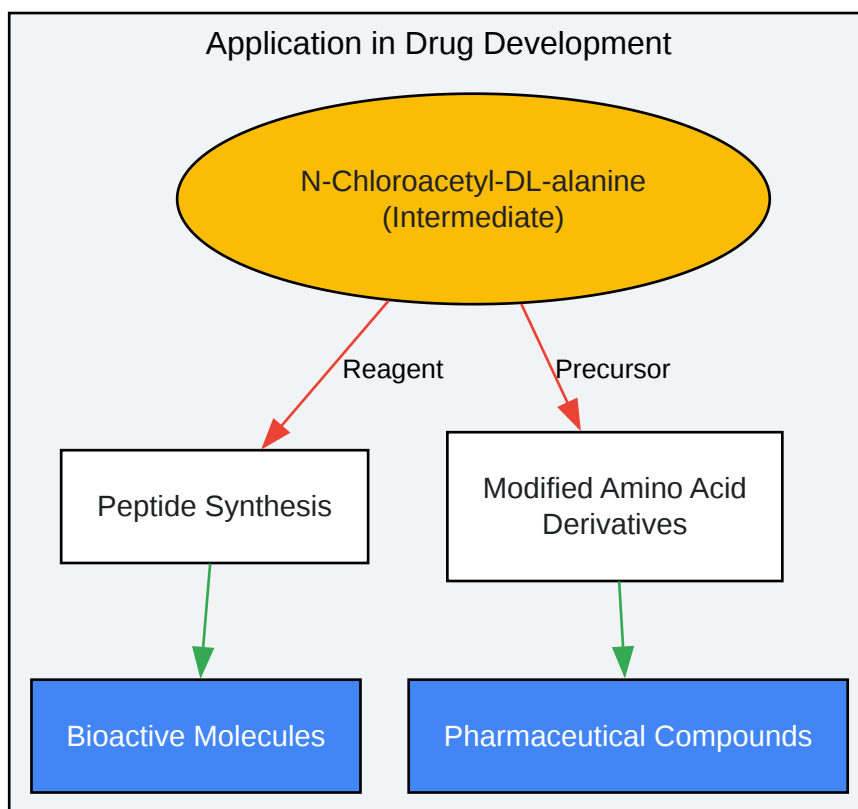 Application in Drug Development
N-Chloroacetyl-DL-alanine
(Intermediate)
Reagent
Precursor
Peptide Synthesis
Modified Amino Acid
Derivatives
Bioactive Molecules
Pharmaceutical Compounds